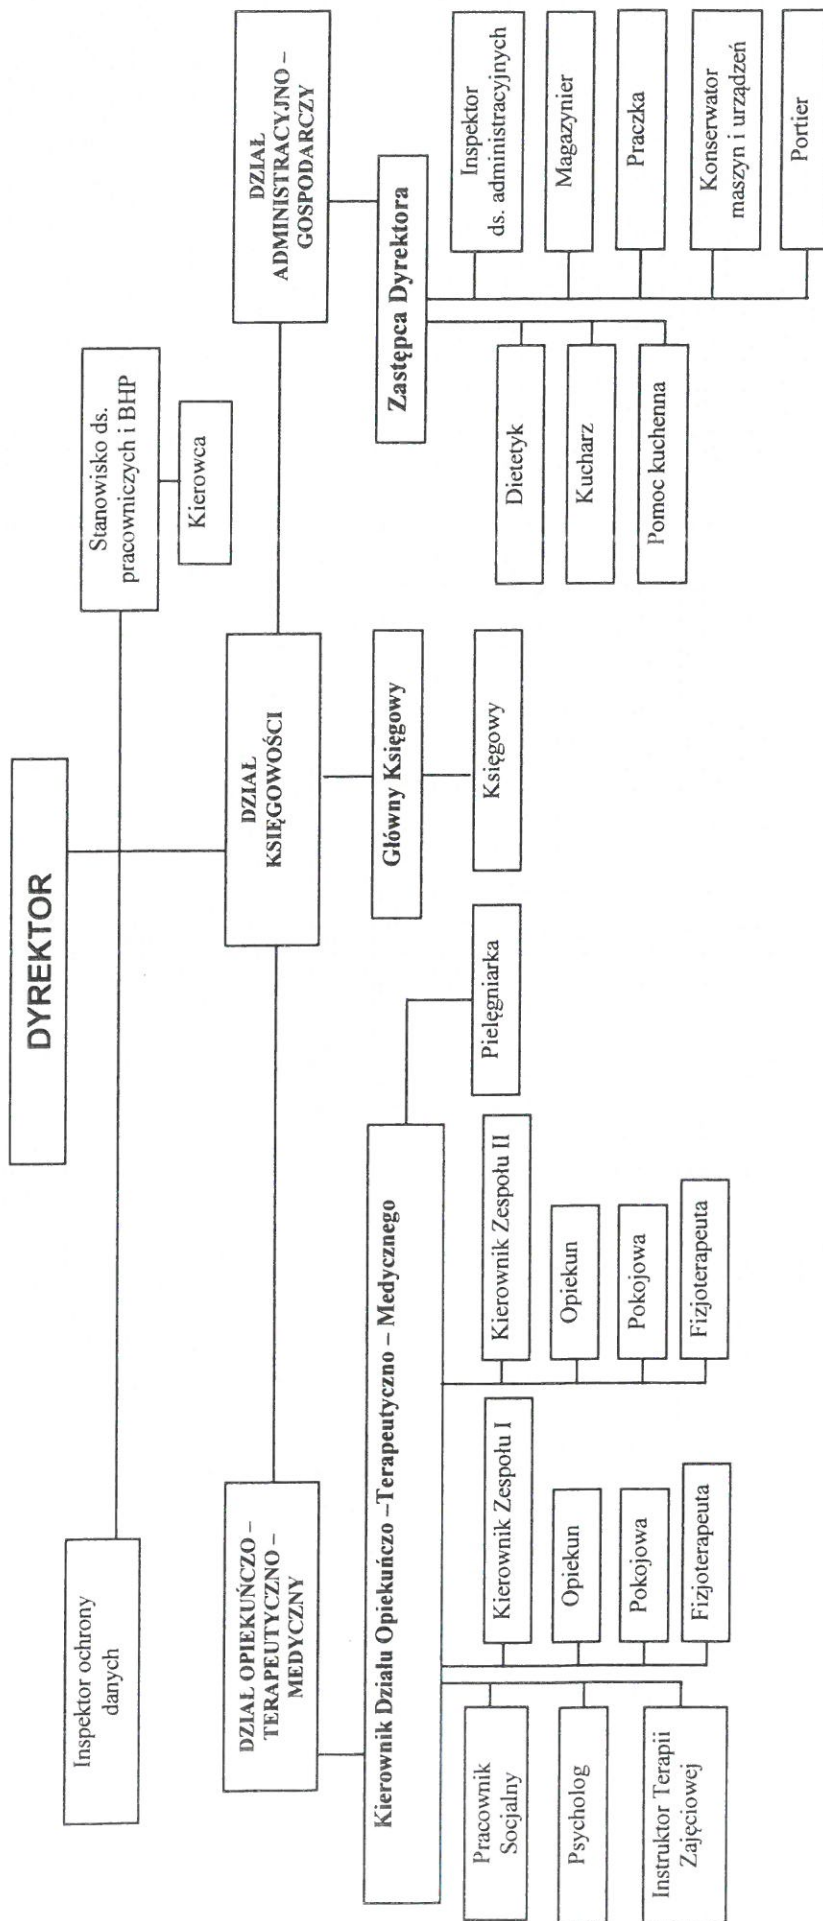 DYREKTOR
Inspektor ochrony
danych
Stanowisko ds.
pracowniczych i BHP
Kierowca
DZIAŁ OPIEKUŃCZO –
TERAPEUTYCZNO –
MEDYCZNY
DZIAŁ
KSIĘGOWOŚCI
DZIAŁ
ADMINISTRACYJNO –
GOSPODARCZY
Kierownik Działu Opiekuńczo –Terapeutyczno – Medycznego
Główny Księgowy
Zastępca Dyrektora
Pracownik
Socjalny
Psycholog
Instruktor Terapii
Zajęciowej
Kierownik Zespołu I
Opiekun
Pokojowa
Fizjoterapeuta
Kierownik Zespołu II
Opiekun
Pokojowa
Fizjoterapeuta
Pielęgniarka
Księgowy
Dietetyk
Kucharz
Pomoc kuchenna
Inspektor
ds. administracyjnych
Magazynier
Praczka
Konserwator
maszyn i urządzeń
Portier